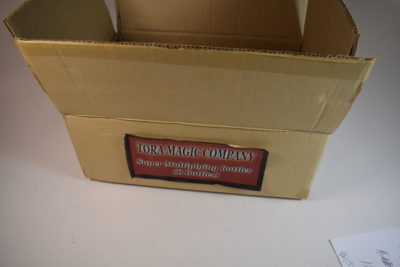 TORA MAGIC COMPANY
Super Multiplying Bottles
(8 Bottles)